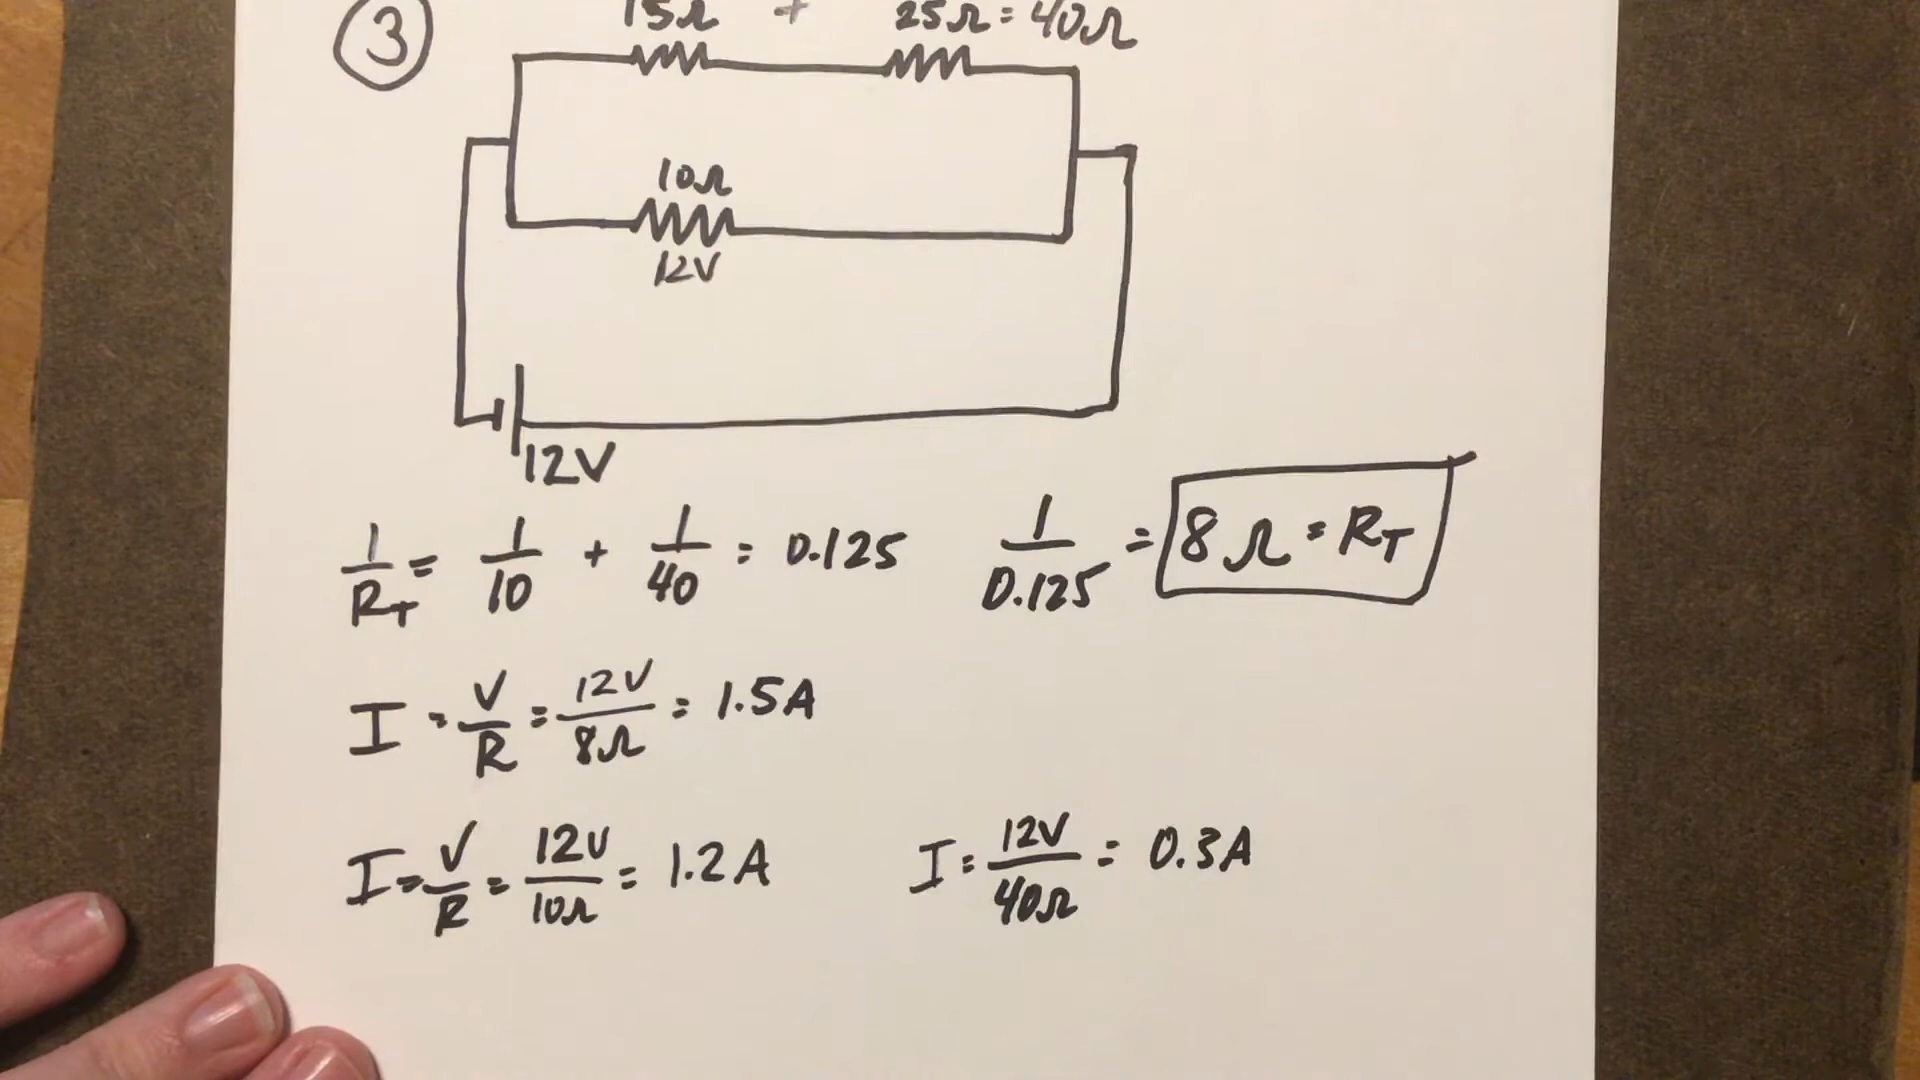 3
15Ω + 25Ω = 40Ω
10Ω
12V
12V
1/R_T = 1/10 + 1/40 = 0.125 1/0.125 = 8Ω = R_T
I = V/R = 12V/8Ω = 1.5A
I = V/R = 12V/10Ω = 1.2A I = 12V/40Ω = 0.3A